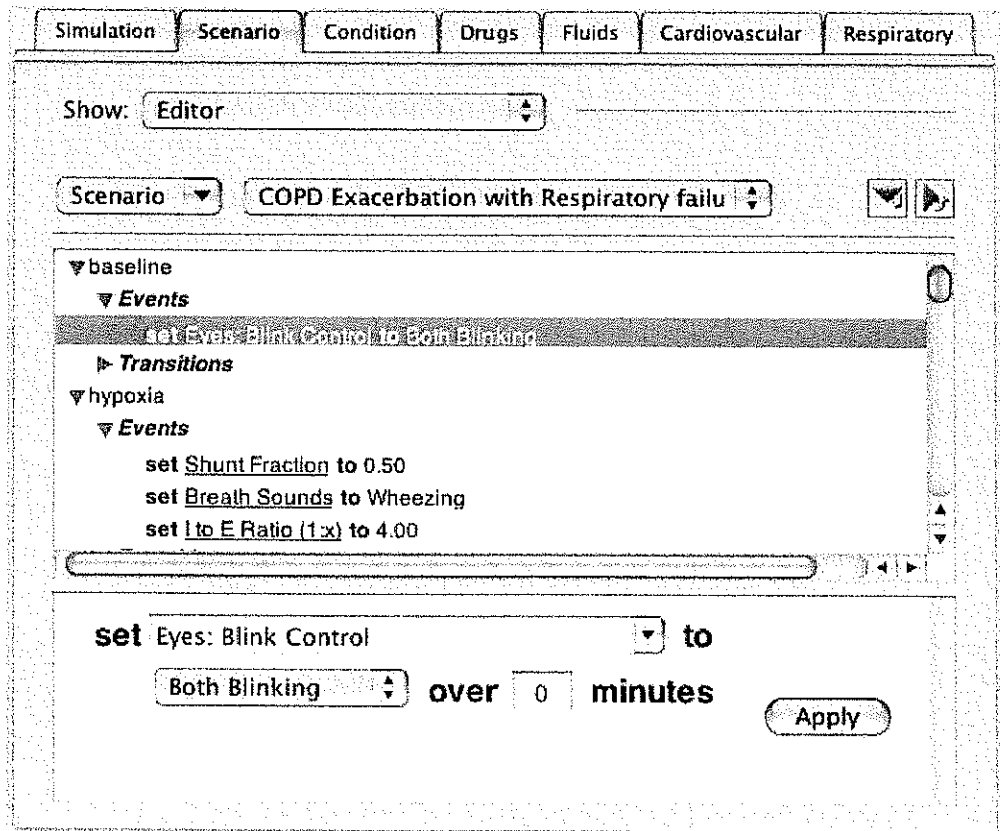 Simulation Scenario Condition Drugs Fluids Cardiovascular Respiratory
Show: Editor
Scenario COPD Exacerbation with Respiratory failu
baseline
Events
set Eyes: Blink Control to Both Blinking
Transitions
hypoxia
Events
set Shunt Fraction to 0.50
set Breath Sounds to Wheezing
set I to E Ratio (1:x) to 4.00
set Eyes: Blink Control to
Both Blinking over 0 minutes
Apply